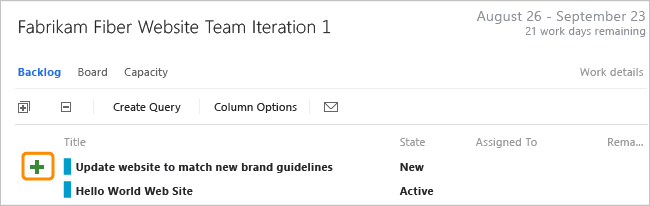 Fabrikam Fiber Website Team Iteration 1
August 26 - September 23
21 work days remaining
Backlog Board Capacity Work details
Create Query Column Options
Title State Assigned To Rema...
Update website to match new brand guidelines New
Hello World Web Site Active